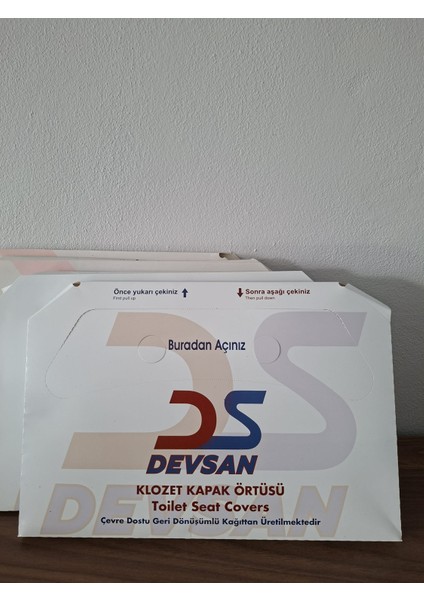 Önce yukarı çekiniz
First pull up
Sonra aşağı çekiniz
Then pull down
Buradan Açınız
DS
DEVSAN
KLOZET KAPAK ÖRTÜSÜ
Toilet Seat Covers
Çevre Dostu Geri Dönüşümlü Kağıttan Üretilmektedir
DS
DEVSAN